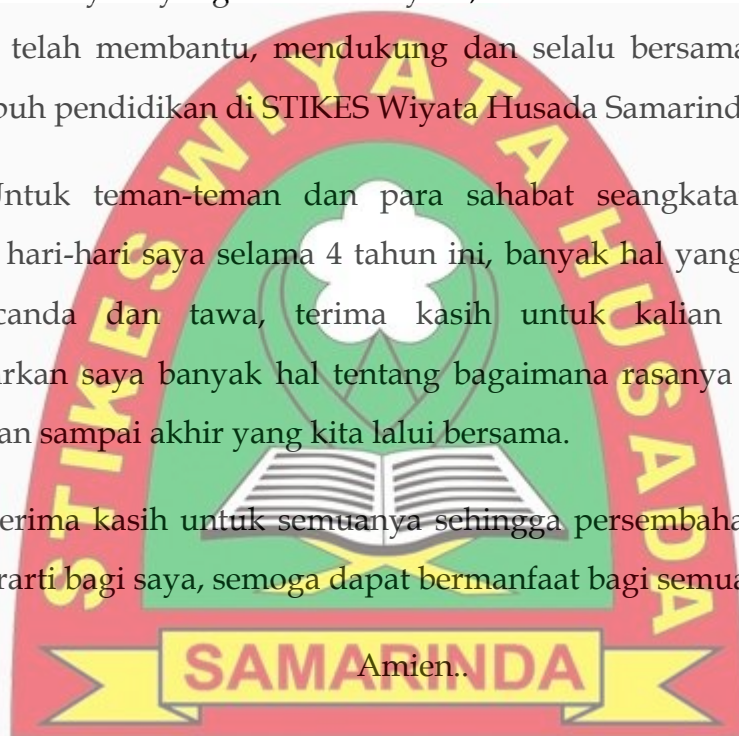 telah membantu, mendukung dan selalu bersama
buh pendidikan di STIKES Wiyata Husada Samarind
Untuk teman-teman dan para sahabat seangkata
hari-hari saya selama 4 tahun ini, banyak hal yang
canda dan tawa, terima kasih untuk kalian
rkan saya banyak hal tentang bagaimana rasanya
an sampai akhir yang kita lalui bersama.
erima kasih untuk semuanya sehingga persembaha
rarti bagi saya, semoga dapat bermanfaat bagi semua
Amien..
STIKES WIYATA HUSADA
SAMARINDA